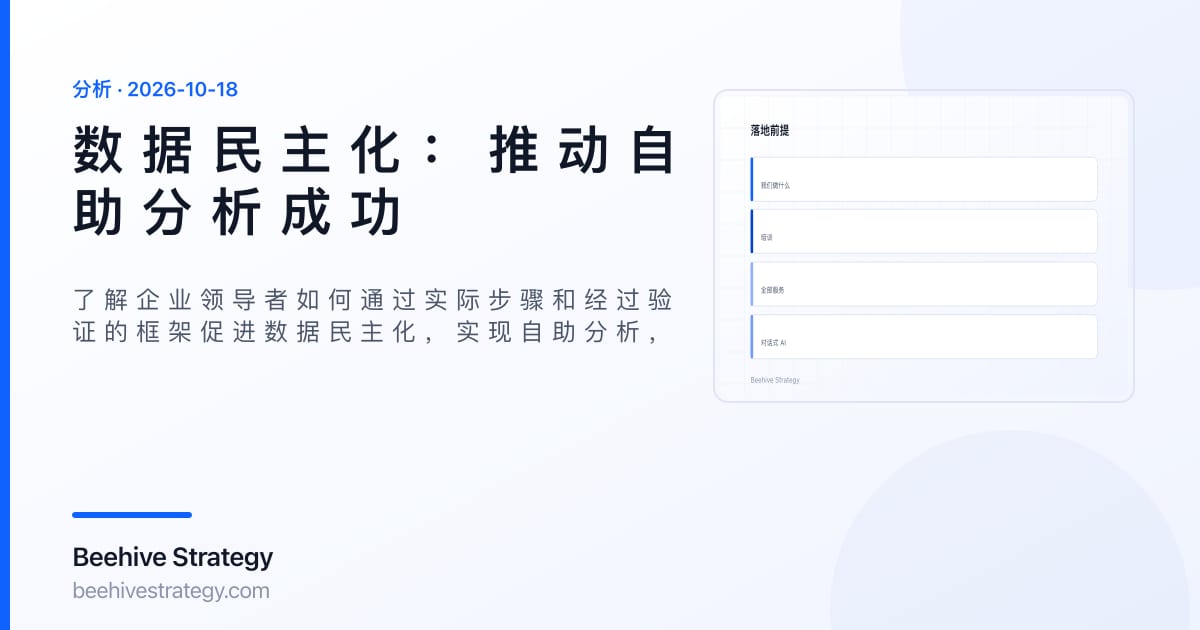 分析 · 2026-10-18
数据民主化：推动自
助分析成功
了解企业领导者如何通过实际步骤和经过验
证的框架促进数据民主化，实现自助分析，
Beehive Strategy
beehivestrategy.com
落地前提
我们做什么
培训
全部服务
对话式 AI
Beehive Strategy